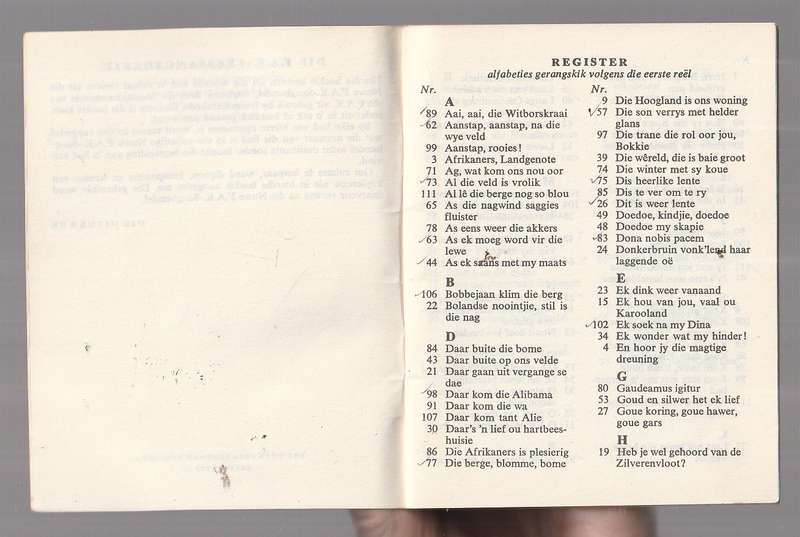 REGISTER
alfabeties gerangskik volgens die eerste reël
Nr.
A
89 Aai, aai, die Witborskraai
62 Aanstap, aanstap, na die
wye veld
99 Aanstap, rooies!
3 Afrikaners, Landgenote
71 Ag, wat kom ons nou oor
73 Al die veld is vrolik
111 Al lê die berge nog so blou
65 As die nagwind saggies
fluister
78 As eens weer die akkers
63 As ek moeg word vir die
lewe
44 As ek saans met my maats
B
106 Bobbejaan klim die berg
22 Bolandse noointjie, stil is
die nag
D
84 Daar buite die bome
43 Daar buite op ons velde
21 Daar gaan uit vergange se
dae
98 Daar kom die Alibama
91 Daar kom die wa
107 Daar kom tant Alie
30 Daar's 'n lief ou hartbees-
huisie
86 Die Afrikaners is plesierig
77 Die berge, blomme, bome
Nr.
9 Die Hoogland is ons woning
57 Die son verrys met helder
glans
97 Die trane die rol oor jou,
Bokkie
39 Die wêreld, die is baie groot
74 Die winter met sy koue
75 Dis heerlike lente
85 Dis te ver om te ry
26 Dit is weer lente
49 Doedoe, kindjie, doedoe
48 Doedoe my skapie
83 Dona nobis pacem
24 Donkerbruin vonk'lend haar
laggende oë
E
23 Ek dink weer vanaand
15 Ek hou van jou, vaal ou
Karooland
102 Ek soek na my Dina
34 Ek wonder wat my hinder!
4 En hoor jy die magtige
dreuning
G
80 Gaudeamus igitur
53 Goud en silwer het ek lief
27 Goue koring, goue hawer,
goue gars
H
19 Heb je wel gehoord van de
Zilverenvloot?